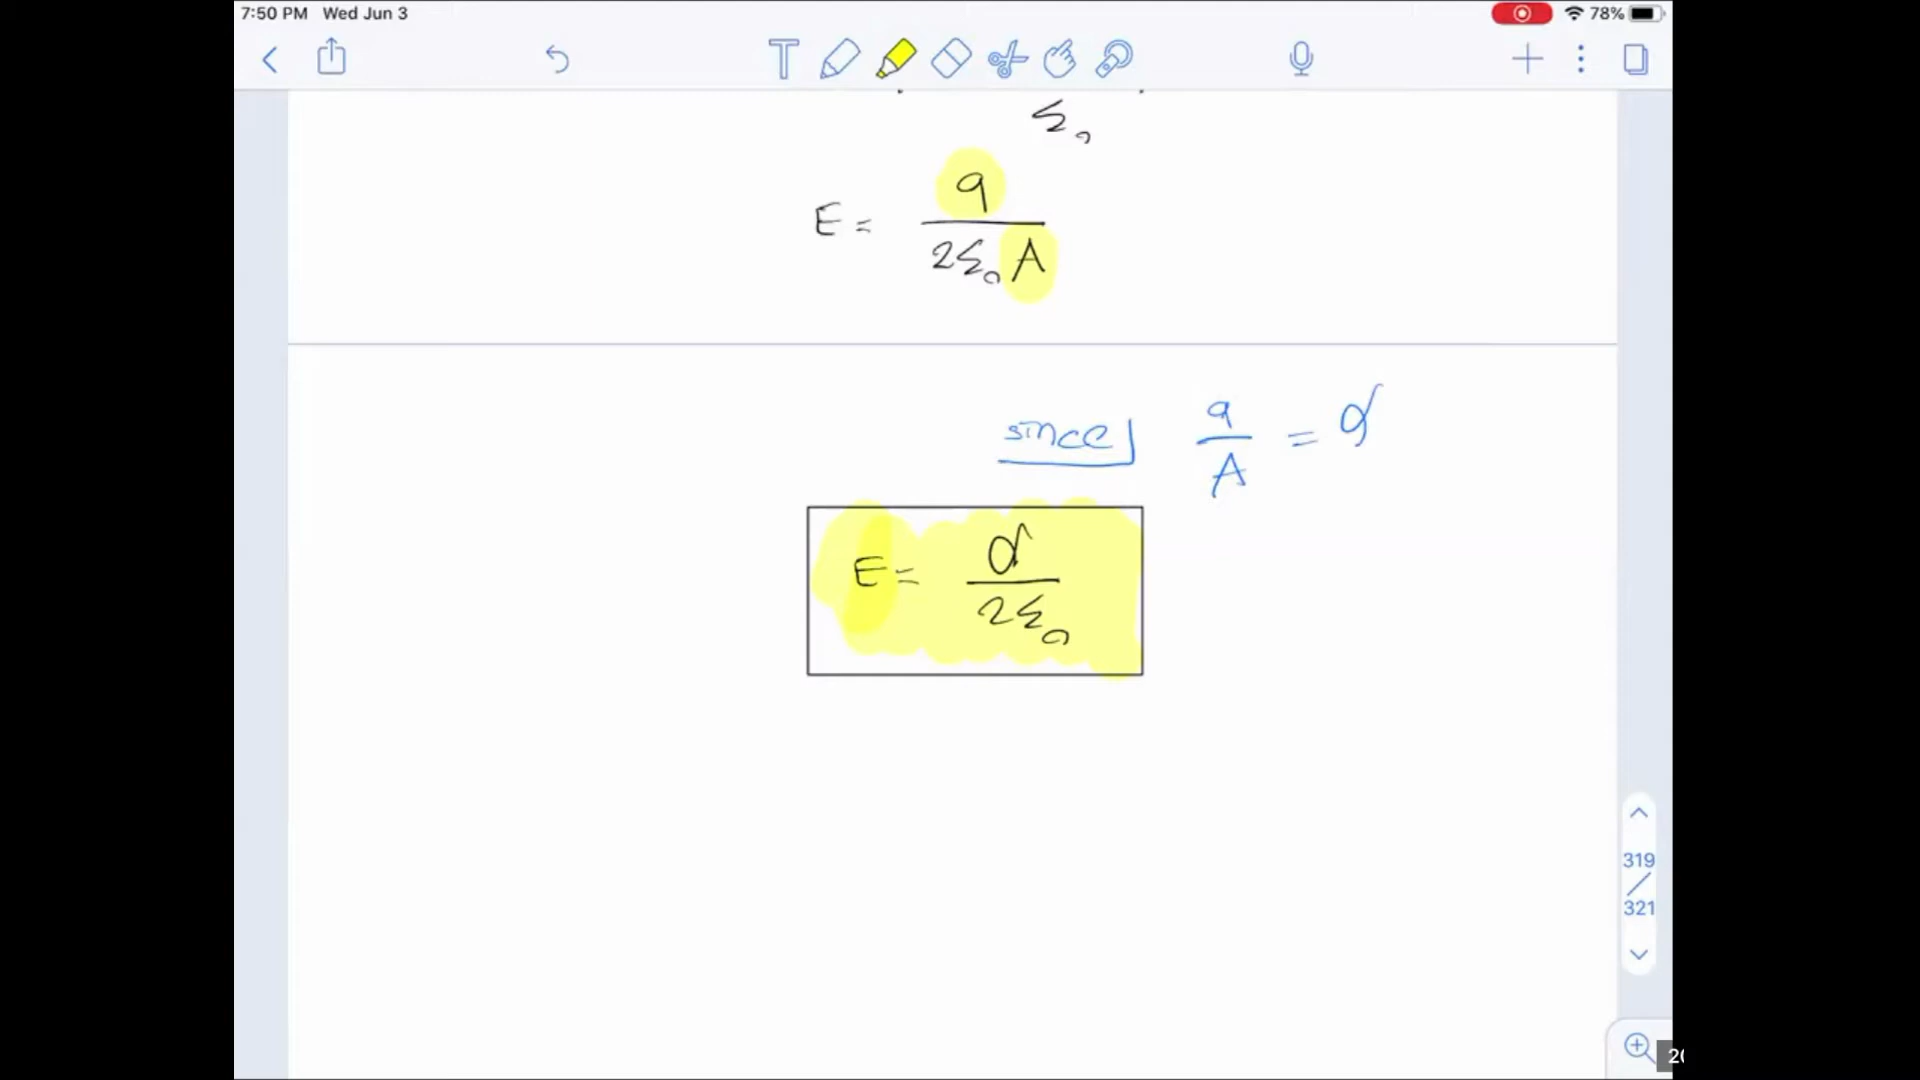 7:50 PM Wed Jun 3
78%
ε₀
E = q / 2ε₀A
since q / A = σ
E = σ / 2ε₀
319
/
321